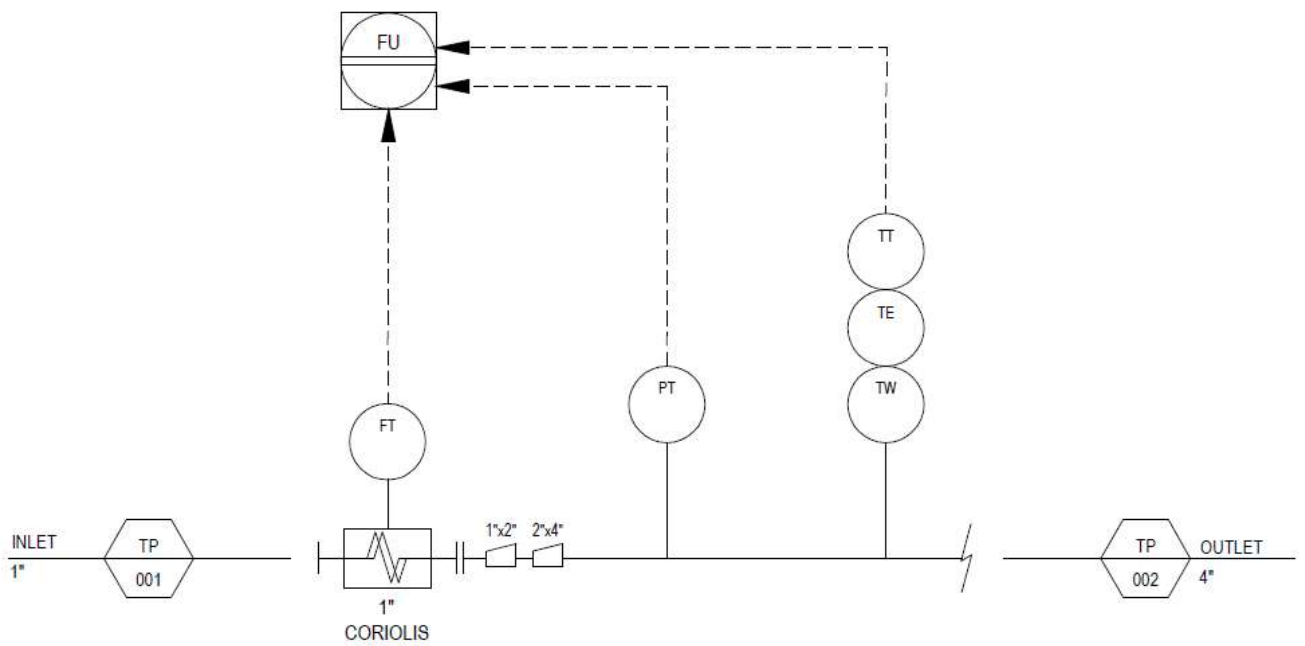 FU
TT
TE
PT
TW
FT
1"x2" 2"x4"
INLET
TP
TP
OUTLET
1"
001
002
4"
1"
CORIOLIS